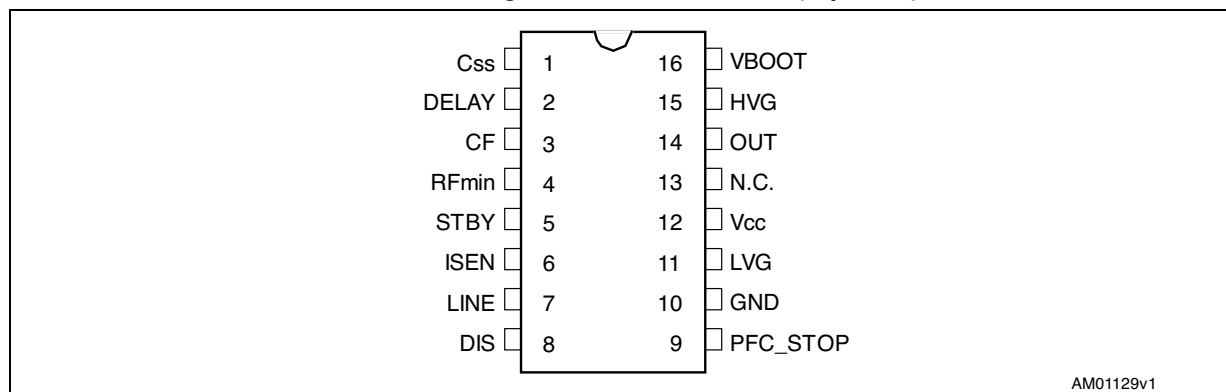 Css 1 16 VBOOT
DELAY 2 15 HVG
CF 3 14 OUT
RFmin 4 13 N.C.
STBY 5 12 Vcc
ISEN 6 11 LVG
LINE 7 10 GND
DIS 8 9 PFC_STOP
AM01129v1